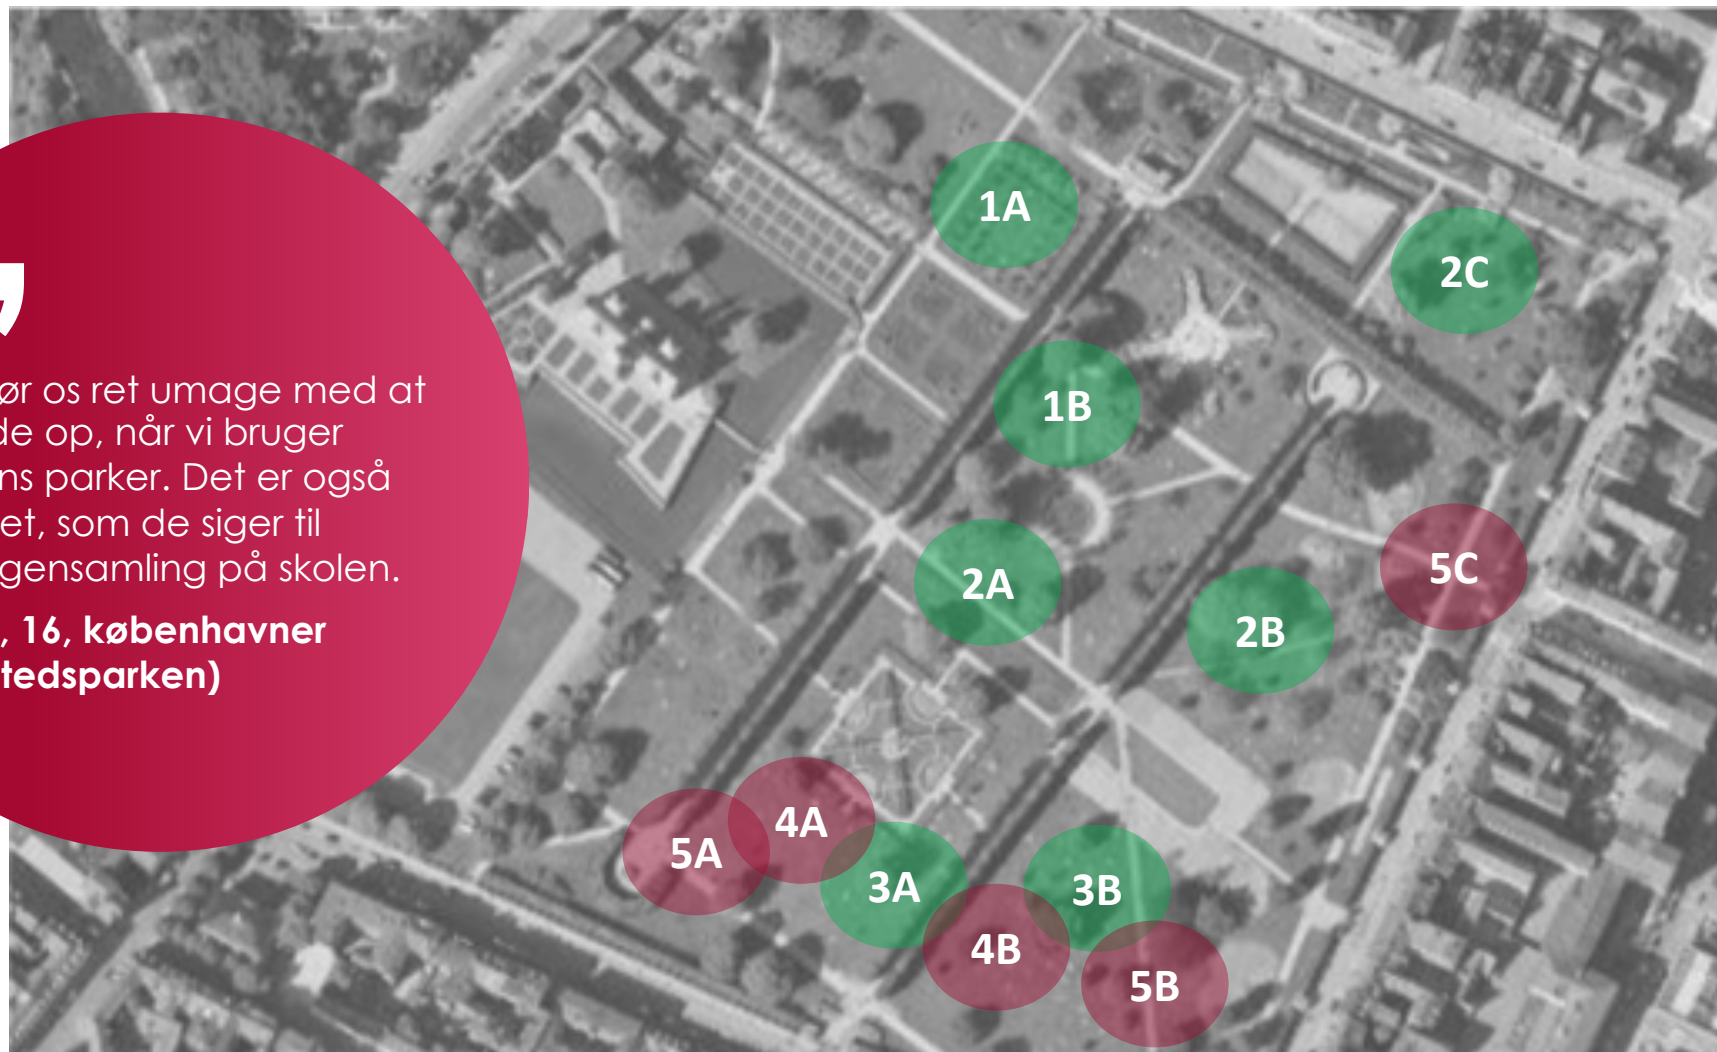 ”
ør os ret umage med at
de op, når vi bruger
ns parker. Det er også
et, som de siger til
gensamling på skolen.
, 16, københavner
tedsparken)
1A
2C
1B
5C
2A
2B
4A
5A
3A
3B
4B
5B